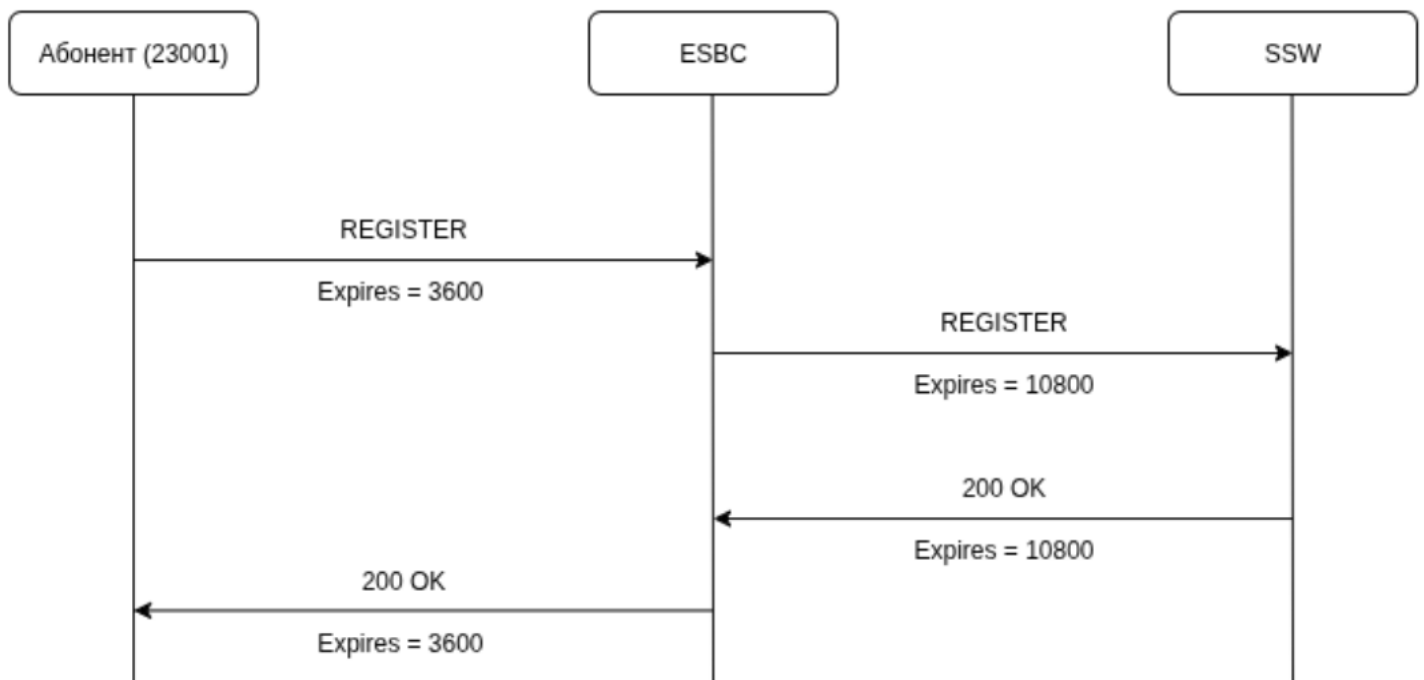 Абонент (23001)
ESBC
SSW
REGISTER
Expires = 3600
REGISTER
Expires = 10800
200 OK
Expires = 10800
200 OK
Expires = 3600